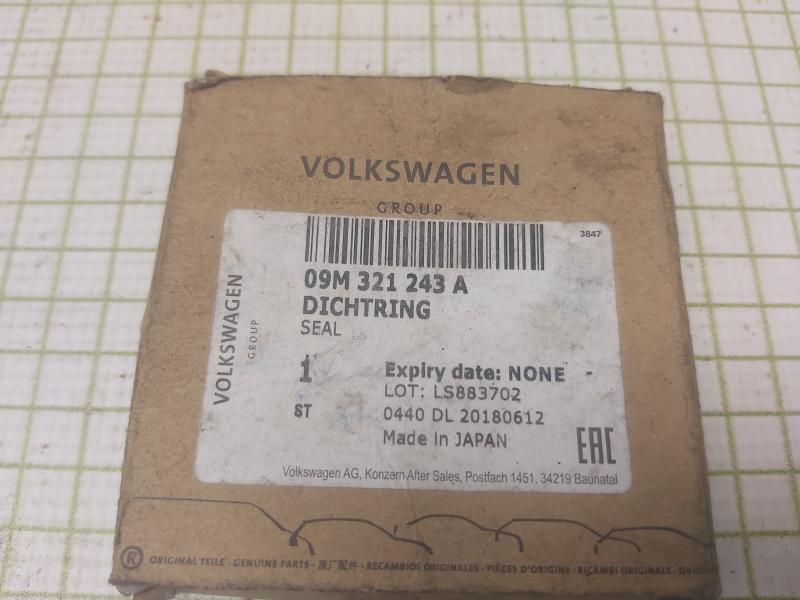 VOLKSWAGEN
GROUP
3847
09M 321 243 A
DICHTRING
SEAL
VOLKSWAGEN
GROUP
1
ST
Expiry date: NONE
LOT: LS883702
0440 DL 20180612
Made in JAPAN
EAC
Volkswagen AG, Konzern After Sales, Postfach 1451, 34219 Baunatal
® ORIGINAL TEILE · GENUINE PARTS · 原厂配件 · RECAMBIOS ORIGINALES · PIÈCES D'ORIGINE · RICAMBI ORIGINALE · ORIG